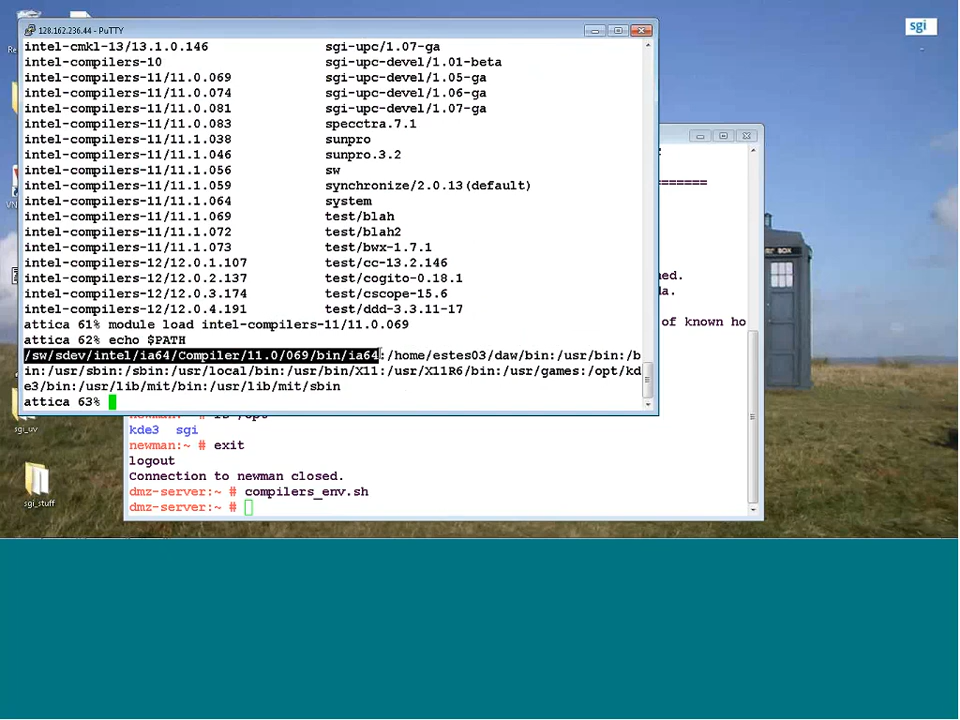 128.162.236.44 - PuTTY
intel-cmkl-13/13.1.0.146 sgi-upc/1.07-ga
intel-compilers-10 sgi-upc-devel/1.01-beta
intel-compilers-11/11.0.069 sgi-upc-devel/1.05-ga
intel-compilers-11/11.0.074 sgi-upc-devel/1.06-ga
intel-compilers-11/11.0.081 sgi-upc-devel/1.07-ga
intel-compilers-11/11.0.083 specctra.7.1
intel-compilers-11/11.1.038 sunpro
intel-compilers-11/11.1.046 sunpro.3.2
intel-compilers-11/11.1.056 sw
intel-compilers-11/11.1.059 synchronize/2.0.13(default)
intel-compilers-11/11.1.064 system
intel-compilers-11/11.1.069 test/blah
intel-compilers-11/11.1.072 test/blah2
intel-compilers-11/11.1.073 test/bwx-1.7.1
intel-compilers-12/12.0.1.107 test/cc-13.2.146
intel-compilers-12/12.0.2.137 test/cogito-0.18.1
intel-compilers-12/12.0.3.174 test/cscope-15.6
intel-compilers-12/12.0.4.191 test/ddd-3.3.11-17
attica 61% module load intel-compilers-11/11.0.069
attica 62% echo $PATH
/sw/sdev/intel/ia64/Compiler/11.0/069/bin/ia64:/home/estes03/daw/bin:/usr/bin:/b
in:/usr/sbin:/sbin:/usr/local/bin:/usr/bin/X11:/usr/X11R6/bin:/usr/games:/opt/kd
e3/bin:/usr/lib/mit/bin:/usr/lib/mit/sbin
attica 63%
=======
ed.
a.
of known ho
kde3 sgi
newman:~ # exit
logout
Connection to newman closed.
dmz-server:~ # compilers_env.sh
dmz-server:~ #
sgi
sgi_uv
sgi_stuff
BOX